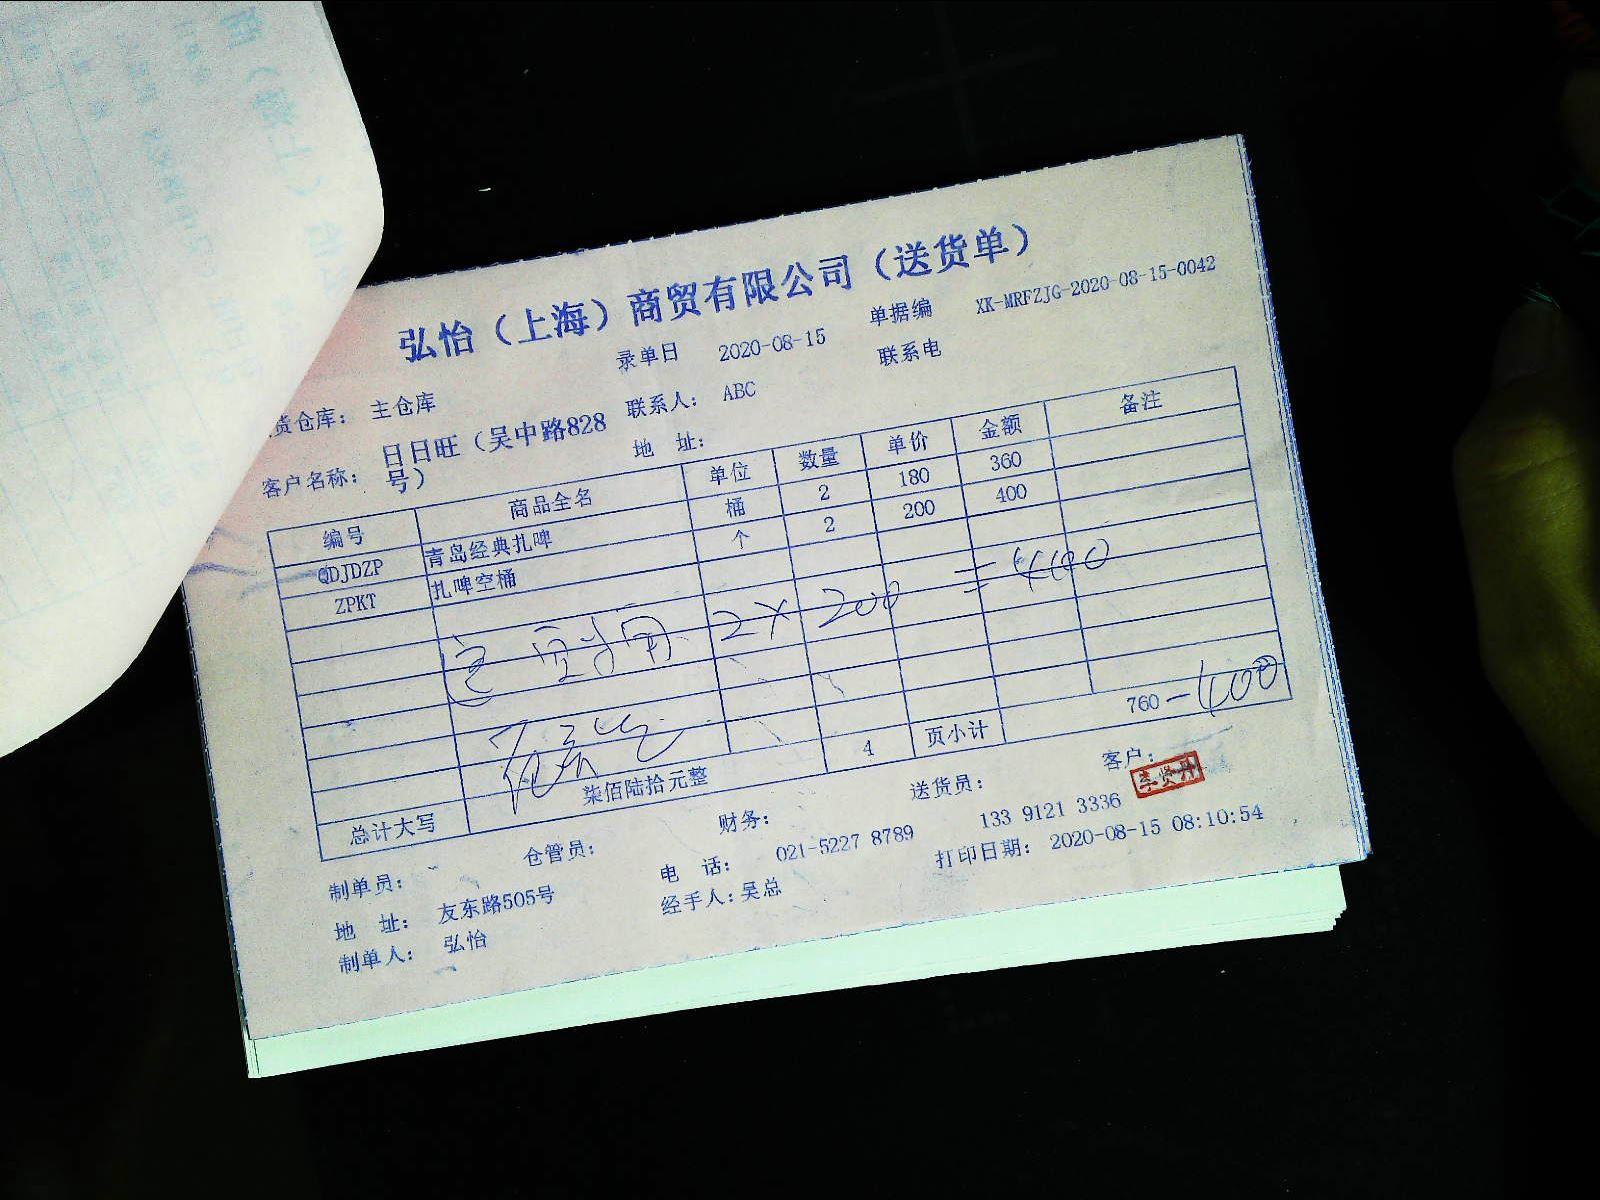 弘怡（上海）商贸有限公司（送货单）
录单日 2020-08-15 单据编 XK-MRFZJG-2020-08-15-0042
货仓库： 主仓库 联系人： ABC 联系电
客户名称： 日日旺（吴中路828号） 地 址：
编号 商品全名 单位 数量 单价 金额 备注
QDJDZP 青岛经典扎啤 桶 2 180 360
ZPKT 扎啤空桶 个 2 200 400
2 × 200 = 400
4 页小计 760 -400
总计大写 柒佰陆拾元整
制单员： 仓管员： 财务： 送货员： 客户：
李贤丹
地 址： 友东路505号 电 话： 021-5227 8789 133 9121 3336
制单人： 弘怡 经手人：吴总 打印日期： 2020-08-15 08:10:54